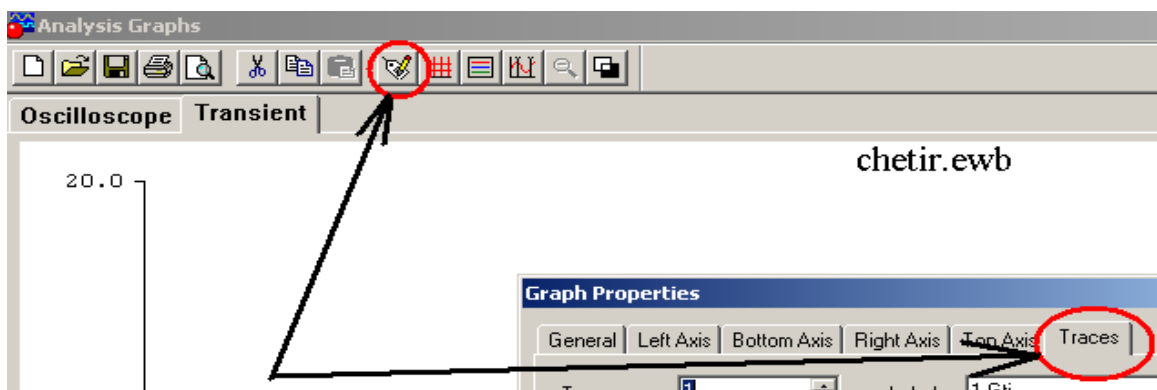 Analysis Graphs
Oscilloscope Transient
chetir.ewb
20.0
Graph Properties
General Left Axis Bottom Axis Right Axis Top Axis Traces
1